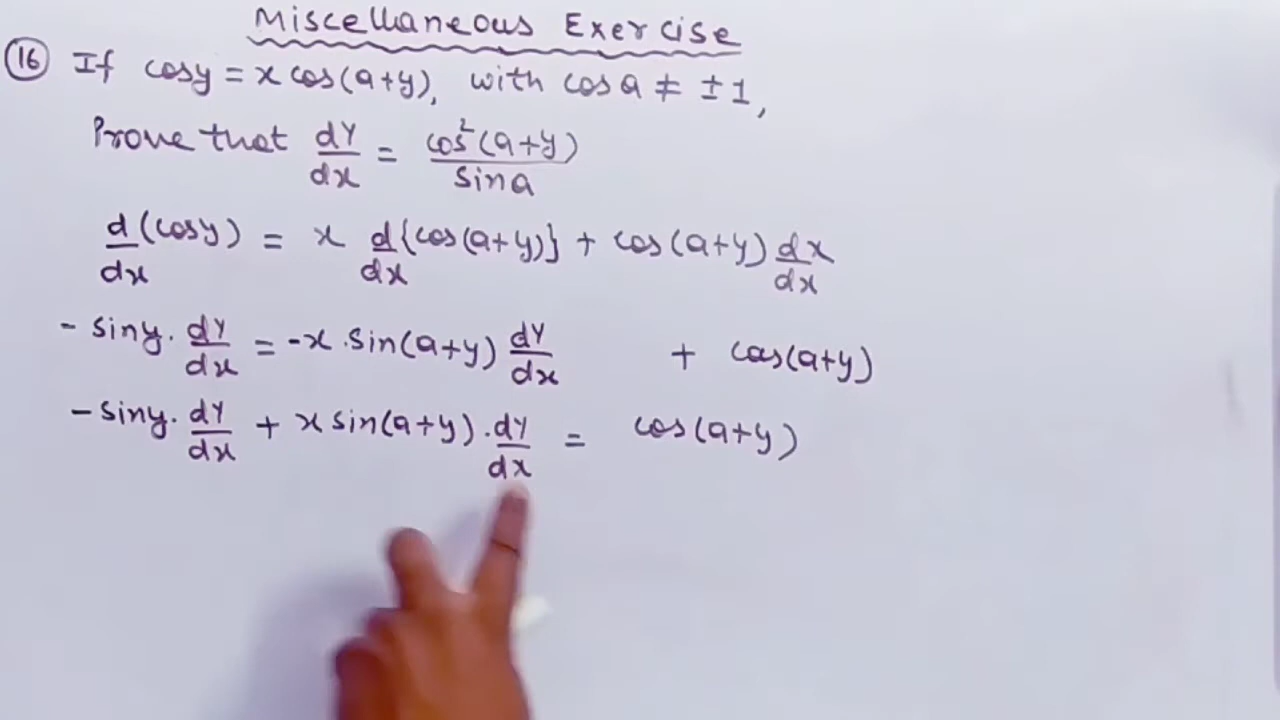 Miscellaneous Exercise
(16) If cosy = x cos(a+y), with cos a ≠ ±1,
Prove that dy/dx = cos²(a+y)/sin a
d/dx (cosy) = x d/dx {cos(a+y)} + cos(a+y) dx/dx
- siny. dy/dx = -x .sin(a+y) dy/dx + cos(a+y)
- siny. dy/dx + x sin(a+y) . dy/dx = cos(a+y)